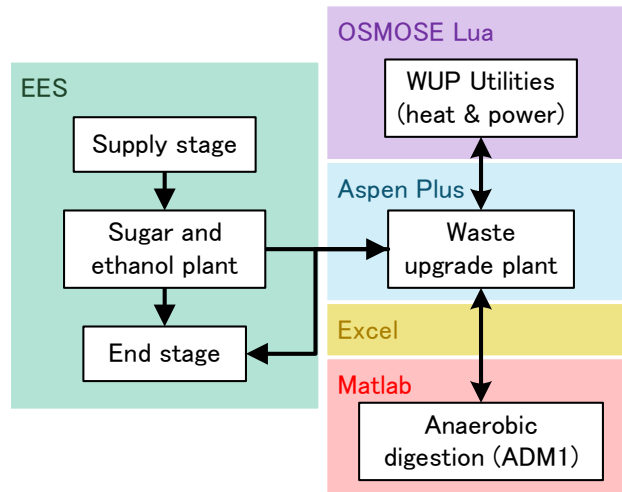 EES
Supply stage
Sugar and
ethanol plant
End stage
OSMOSE Lua
WUP Utilities
(heat & power)
Aspen Plus
Waste
upgrade plant
Excel
Matlab
Anaerobic
digestion (ADM1)